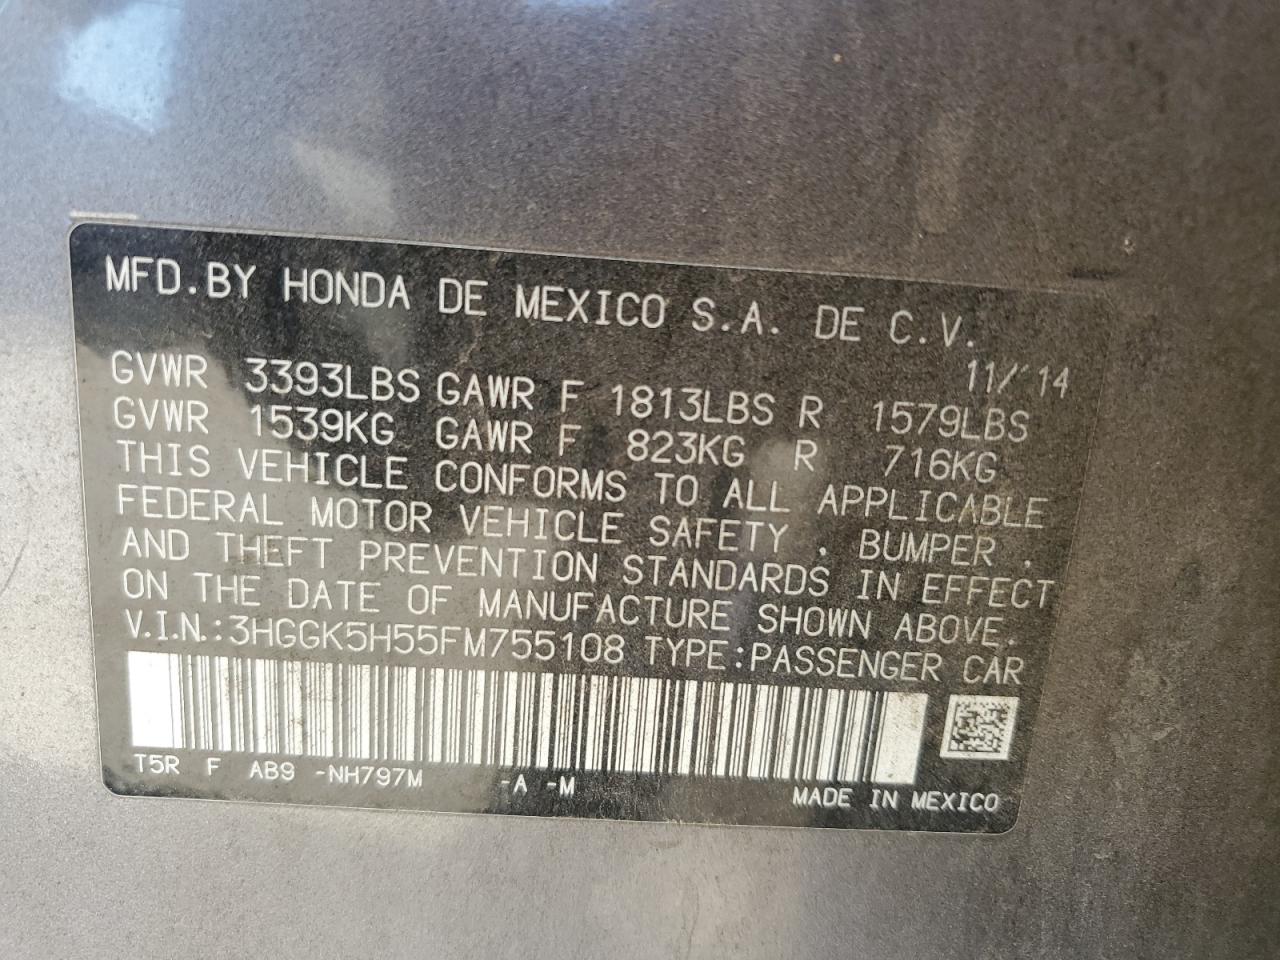 MFD.BY HONDA DE MEXICO S.A. DE C.V.
11/'14
GVWR 3393LBS GAWR F 1813LBS R 1579LBS
GVWR 1539KG GAWR F 823KG R 716KG
THIS VEHICLE CONFORMS TO ALL APPLICABLE
FEDERAL MOTOR VEHICLE SAFETY , BUMPER ,
AND THEFT PREVENTION STANDARDS IN EFFECT
ON THE DATE OF MANUFACTURE SHOWN ABOVE.
V.I.N.:3HGGK5H55FM755108 TYPE:PASSENGER CAR
T5R F AB9 -NH797M -A -M
MADE IN MEXICO